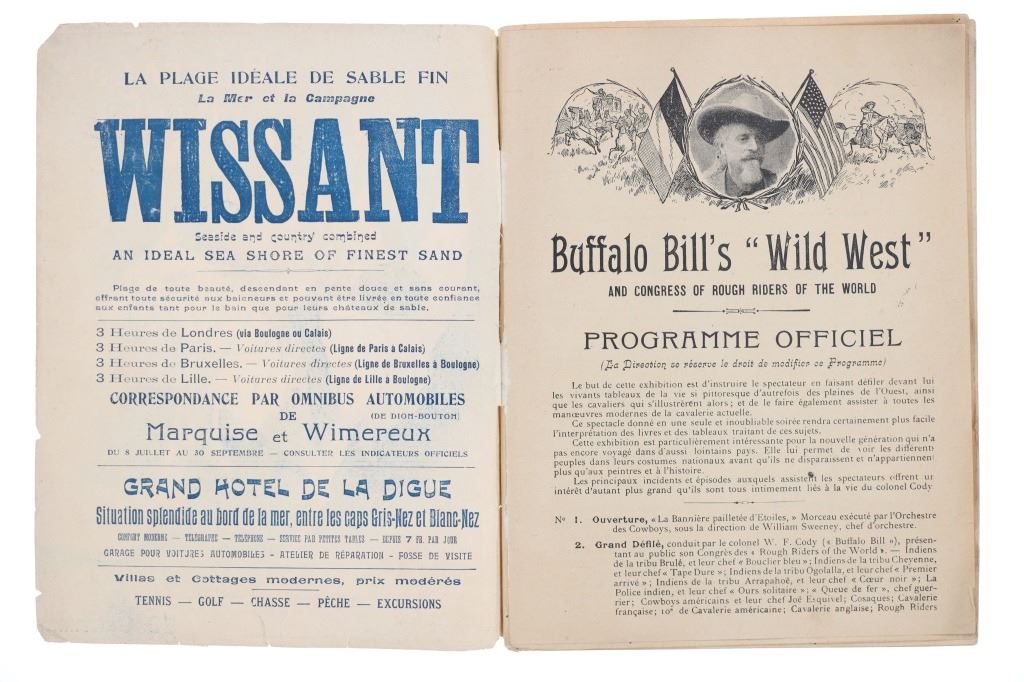 LA PLAGE IDÉALE DE SABLE FIN
La Mer et la Campagne
WISSANT
Seaside and country combined
AN IDEAL SEA SHORE OF FINEST SAND
Plage de toute beauté, descendant en pente douce et sans courant,
offrant toute sécurité aux baigneurs et pouvant être livrée en toute confiance
aux enfants tant pour le bain que pour leurs châteaux de sable.
3 Heures de Londres (via Boulogne ou Calais)
3 Heures de Paris. — Voitures directes (Ligne de Paris à Calais)
3 Heures de Bruxelles. — Voitures directes (Ligne de Bruxelles à Boulogne)
3 Heures de Lille. — Voitures directes (Ligne de Lille à Boulogne)
CORRESPONDANCE PAR OMNIBUS AUTOMOBILES
DE (DE DION-BOUTON)
Marquise et Wimereux
DU 8 JUILLET AU 30 SEPTEMBRE — CONSULTER LES INDICATEURS OFFICIELS
GRAND HOTEL DE LA DIGUE
Situation splendide au bord de la mer, entre les caps Gris-Nez et Blanc-Nez
CONFORT MODERNE — TÉLÉGRAPHE — TÉLÉPHONE — SERVICE PAR PETITES TABLES — DEPUIS 7 FR. PAR JOUR
GARAGE POUR VOITURES AUTOMOBILES - ATELIER DE RÉPARATION - FOSSE DE VISITE
Villas et Cottages modernes, prix modérés
TENNIS — GOLF — CHASSE — PÊCHE — EXCURSIONS
Buffalo Bill's "Wild West"
AND CONGRESS OF ROUGH RIDERS OF THE WORLD
PROGRAMME OFFICIEL
(La Direction se réserve le droit de modifier ce Programme)
Le but de cette exhibition est d'instruire le spectateur en faisant défiler devant lui
les vivants tableaux de la vie si pittoresque d'autrefois des plaines de l'Ouest, ainsi
que les cavaliers qui s'illustrèrent alors; et de le faire également assister à toutes les
manœuvres modernes de la cavalerie actuelle.
Ce spectacle donné en une seule et inoubliable soirée rendra certainement plus facile
l'interprétation des livres et des tableaux traitant de ces sujets.
Cette exhibition est particulièrement intéressante pour la nouvelle génération qui n'a
pas encore voyagé dans d'aussi lointains pays. Elle lui permet de voir les différents
peuples dans leurs costumes nationaux avant qu'ils ne disparaissent et n'appartiennent
plus qu'aux peintres et à l'histoire.
Les principaux incidents et épisodes auxquels assistent les spectateurs offrent un
intérêt d'autant plus grand qu'ils sont tous intimement liés à la vie du colonel Cody
Nº 1. Ouverture, «La Bannière pailletée d'Etoiles,» Morceau exécuté par l'Orchestre
des Cowboys, sous la direction de William Sweeney, chef d'orchestre.
2. Grand Défilé, conduit par le colonel W. F. Cody (« Buffalo Bill »), présen-
tant au public son Congrès des « Rough Riders of the World ». — Indiens
de la tribu Brulé, et leur chef « Bouclier bleu »; Indiens de la tribu Cheyenne,
et leur chef « Tape Dure »; Indiens de la tribu Ogolalla, et leur chef « Premier
arrivé »; Indiens de la tribu Arrapahoë, et leur chef « Cœur noir »; La
Police indien, et leur chef « Ours solitaire »; « Queue de fer », chef guer-
rier; Cowboys américains et leur chef Joë Esquivel; Cosaques; Cavalerie
française; 10e de Cavalerie américaine; Cavalerie anglaise; Rough Riders